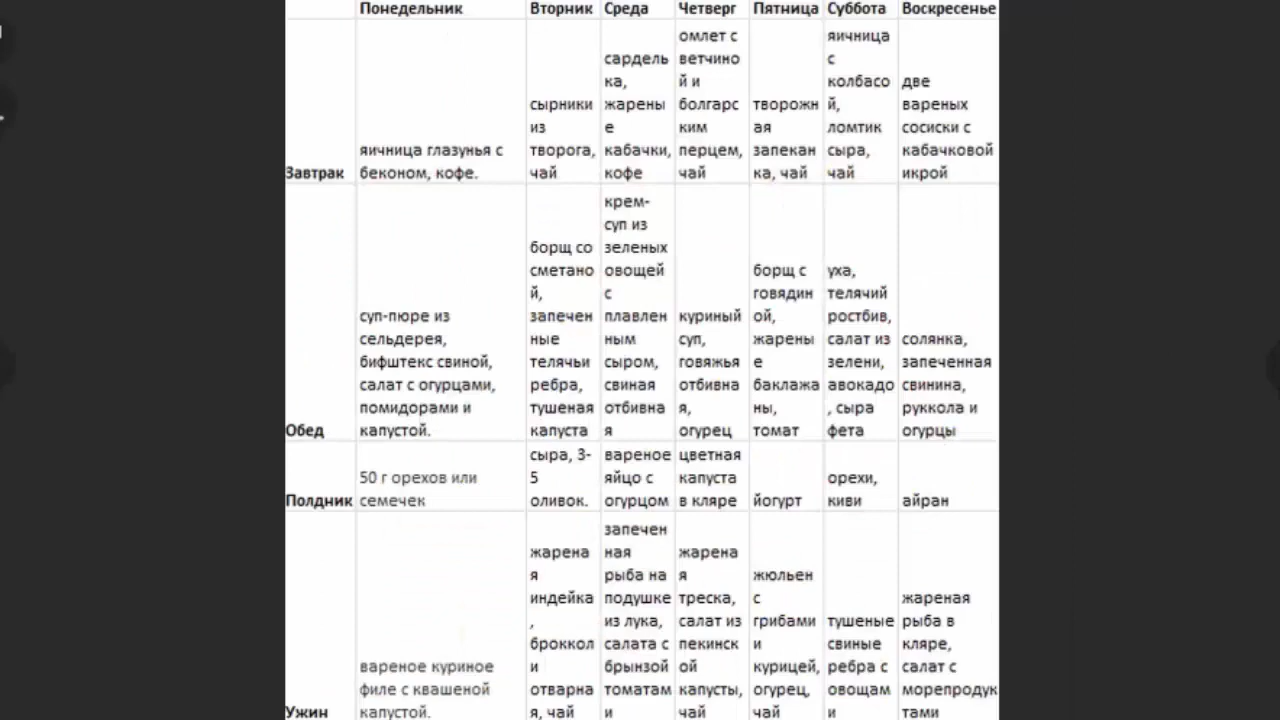 Понедельник Вторник Среда Четверг Пятница Суббота Воскресенье
Завтрак
яичница глазунья с
беконом, кофе.
сырники
из
творога,
чай
сардель
ка,
жарены
е
кабачки,
кофе
омлет с
ветчино
й и
болгарс
ким
перцем,
чай
творожн
ая
запекан
ка, чай
яичница
с
колбасо
й,
ломтик
сыра,
чай
две
вареных
сосиски с
кабачковой
икрой
Обед
суп-пюре из
сельдерея,
бифштекс свиной,
салат с огурцами,
помидорами и
капустой.
борщ со
сметано
й,
запечен
ные
телячьи
ребра,
тушеная
капуста
крем-
суп из
зеленых
овощей
с
плавлен
ным
сыром,
свиная
отбивна
я
куриный
суп,
говяжья
отбивна
я,
огурец
борщ с
говядин
ой,
жарены
е
баклажа
ны,
томат
уха,
телячий
ростбив,
салат из
зелени,
авокадо
, сыра
фета
солянка,
запеченная
свинина,
руккола и
огурцы
Полдник
50 г орехов или
семечек
сыра, 3-
5
оливок.
вареное
яйцо с
огурцом
цветная
капуста
в кляре
йогурт
орехи,
киви
айран
Ужин
вареное куриное
филе с квашеной
капустой.
жарена
я
индейка
,
броккол
и
отварна
я, чай
запечен
ная
рыба на
подушке
из лука,
салата с
брынзой
томатам
и
жарена
я
треска,
салат из
пекинск
ой
капусты,
чай
жюльен
с
грибами
и
курицей,
огурец,
чай
тушеные
свиные
ребра с
овощам
и
жареная
рыба в
кляре,
салат с
морепродук
тами